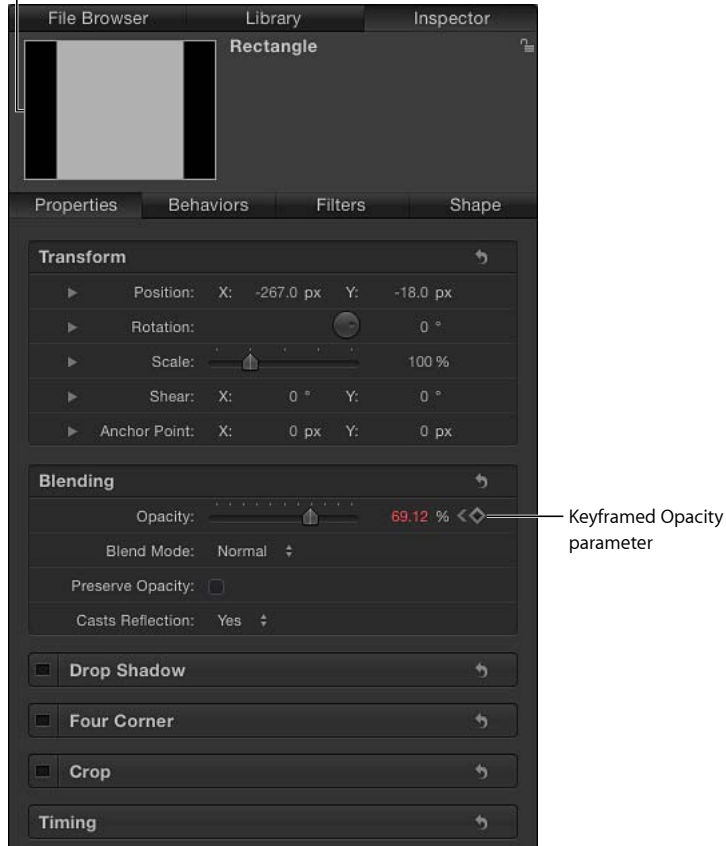 File Browser Library Inspector
Rectangle
Properties Behaviors Filters Shape
Transform
Position: X: -267.0 px Y: -18.0 px
Rotation: 0 °
Scale: 100 %
Shear: X: 0 ° Y: 0 °
Anchor Point: X: 0 px Y: 0 px
Blending
Opacity: 69.12 %
Keyframed Opacity
parameter
Blend Mode: Normal
Preserve Opacity:
Casts Reflection: Yes
Drop Shadow
Four Corner
Crop
Timing